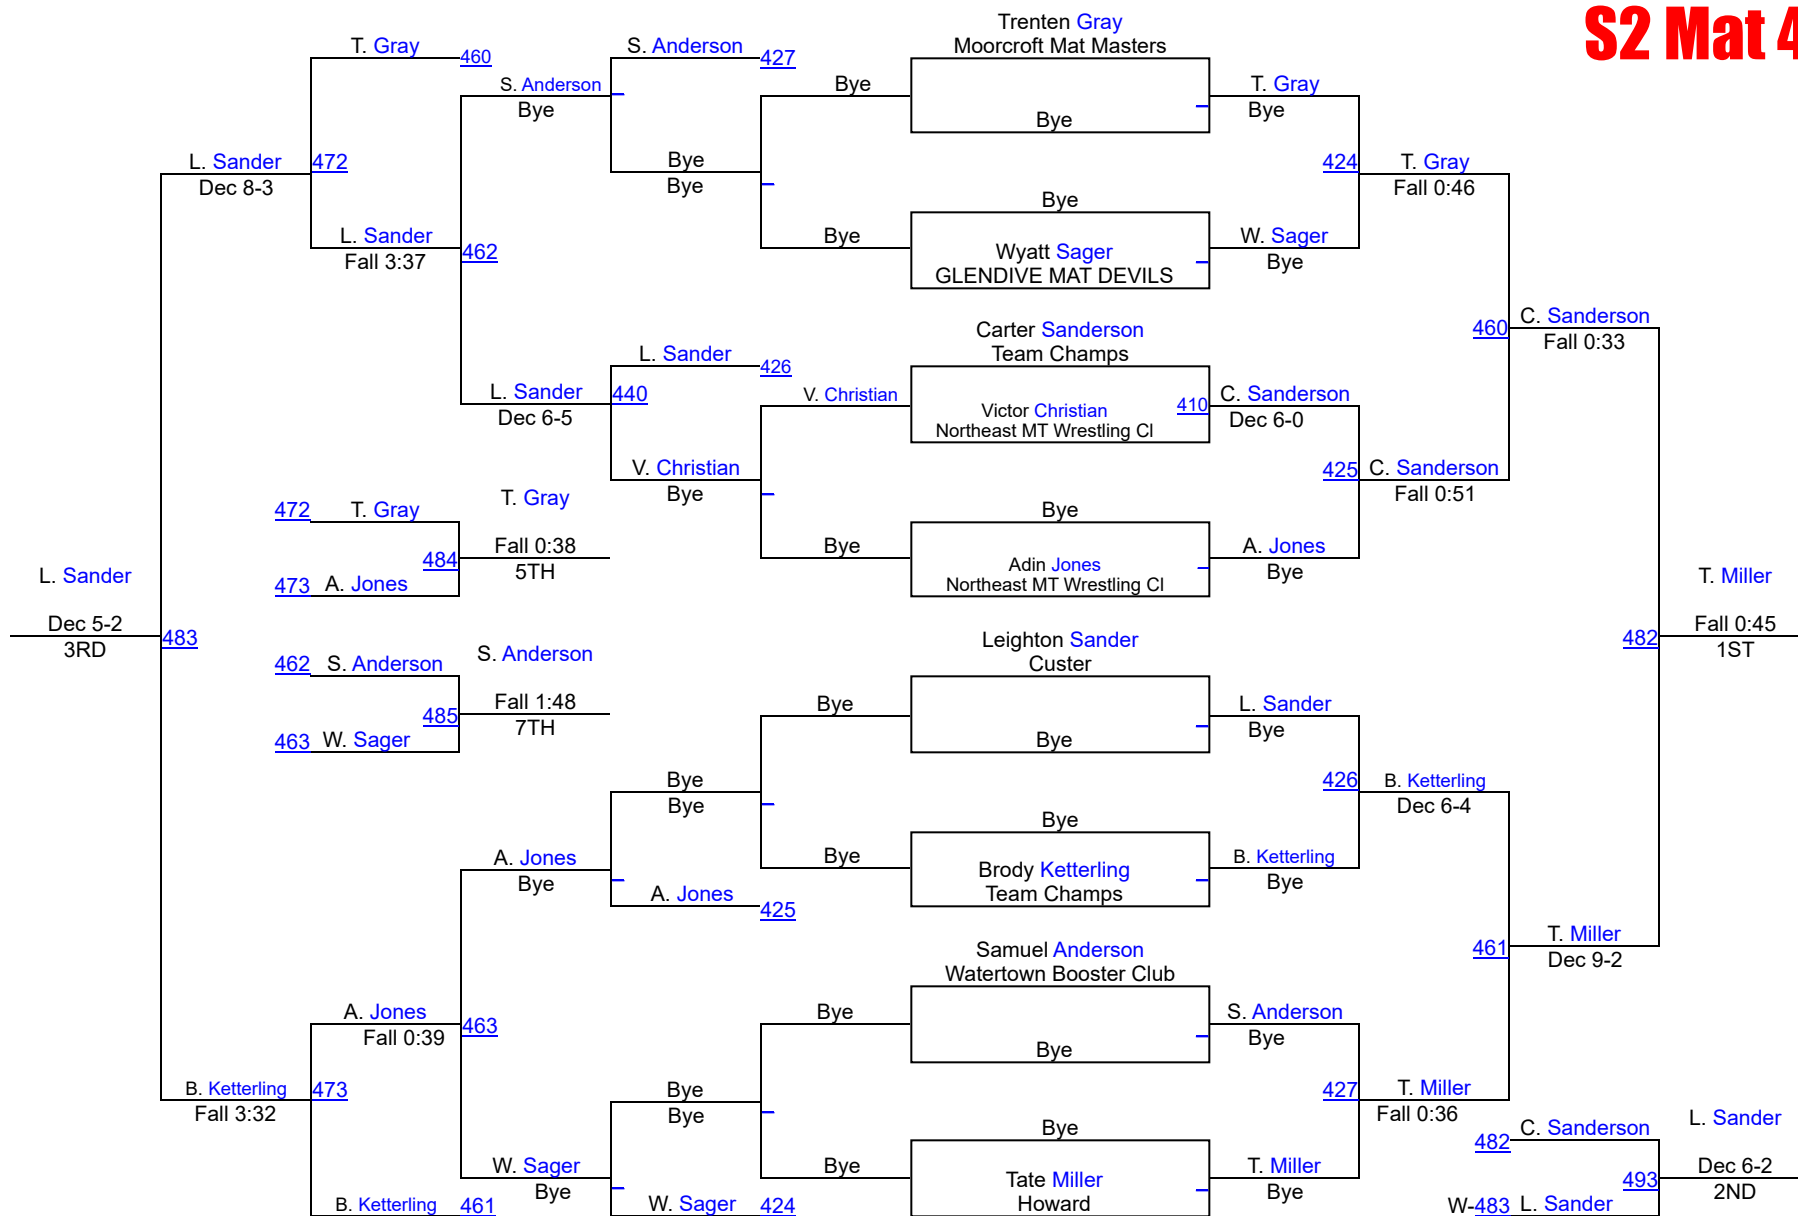 S2 Mat 4
Trenten Gray
Moorcroft Mat Masters
T. Gray
460
S. Anderson
427
S. Anderson
Bye
Bye
Bye
T. Gray
Bye
L. Sander
472
Dec 8-3
Bye
Bye
424
T. Gray
Fall 0:46
Bye
L. Sander
Fall 3:37
462
Bye
Wyatt Sager
GLENDIVE MAT DEVILS
W. Sager
Bye
Carter Sanderson
Team Champs
460
C. Sanderson
Fall 0:33
L. Sander
426
L. Sander
440
Dec 6-5
V. Christian
Victor Christian
Northeast MT Wrestling Cl
410
C. Sanderson
Dec 6-0
V. Christian
Bye
425
C. Sanderson
Fall 0:51
472
T. Gray
T. Gray
Bye
484
Fall 0:38
5TH
Bye
Adin Jones
Northeast MT Wrestling Cl
A. Jones
Bye
473
A. Jones
L. Sander
Dec 5-2
3RD
483
T. Miller
482
Fall 0:45
1ST
Leighton Sander
Custer
462
S. Anderson
S. Anderson
485
Fall 1:48
7TH
463
W. Sager
Bye
Bye
L. Sander
Bye
Bye
Bye
426
B. Ketterling
Dec 6-4
Bye
A. Jones
Bye
Bye
Brody Ketterling
Team Champs
B. Ketterling
Bye
A. Jones
425
Samuel Anderson
Watertown Booster Club
461
T. Miller
Dec 9-2
A. Jones
Fall 0:39
463
Bye
Bye
S. Anderson
Bye
B. Ketterling
473
Fall 3:32
Bye
Bye
427
T. Miller
Fall 0:36
Bye
482
C. Sanderson
L. Sander
W. Sager
Bye
Bye
Tate Miller
Howard
T. Miller
Bye
493
Dec 6-2
2ND
B. Ketterling
461
W. Sager
424
W-483
L. Sander